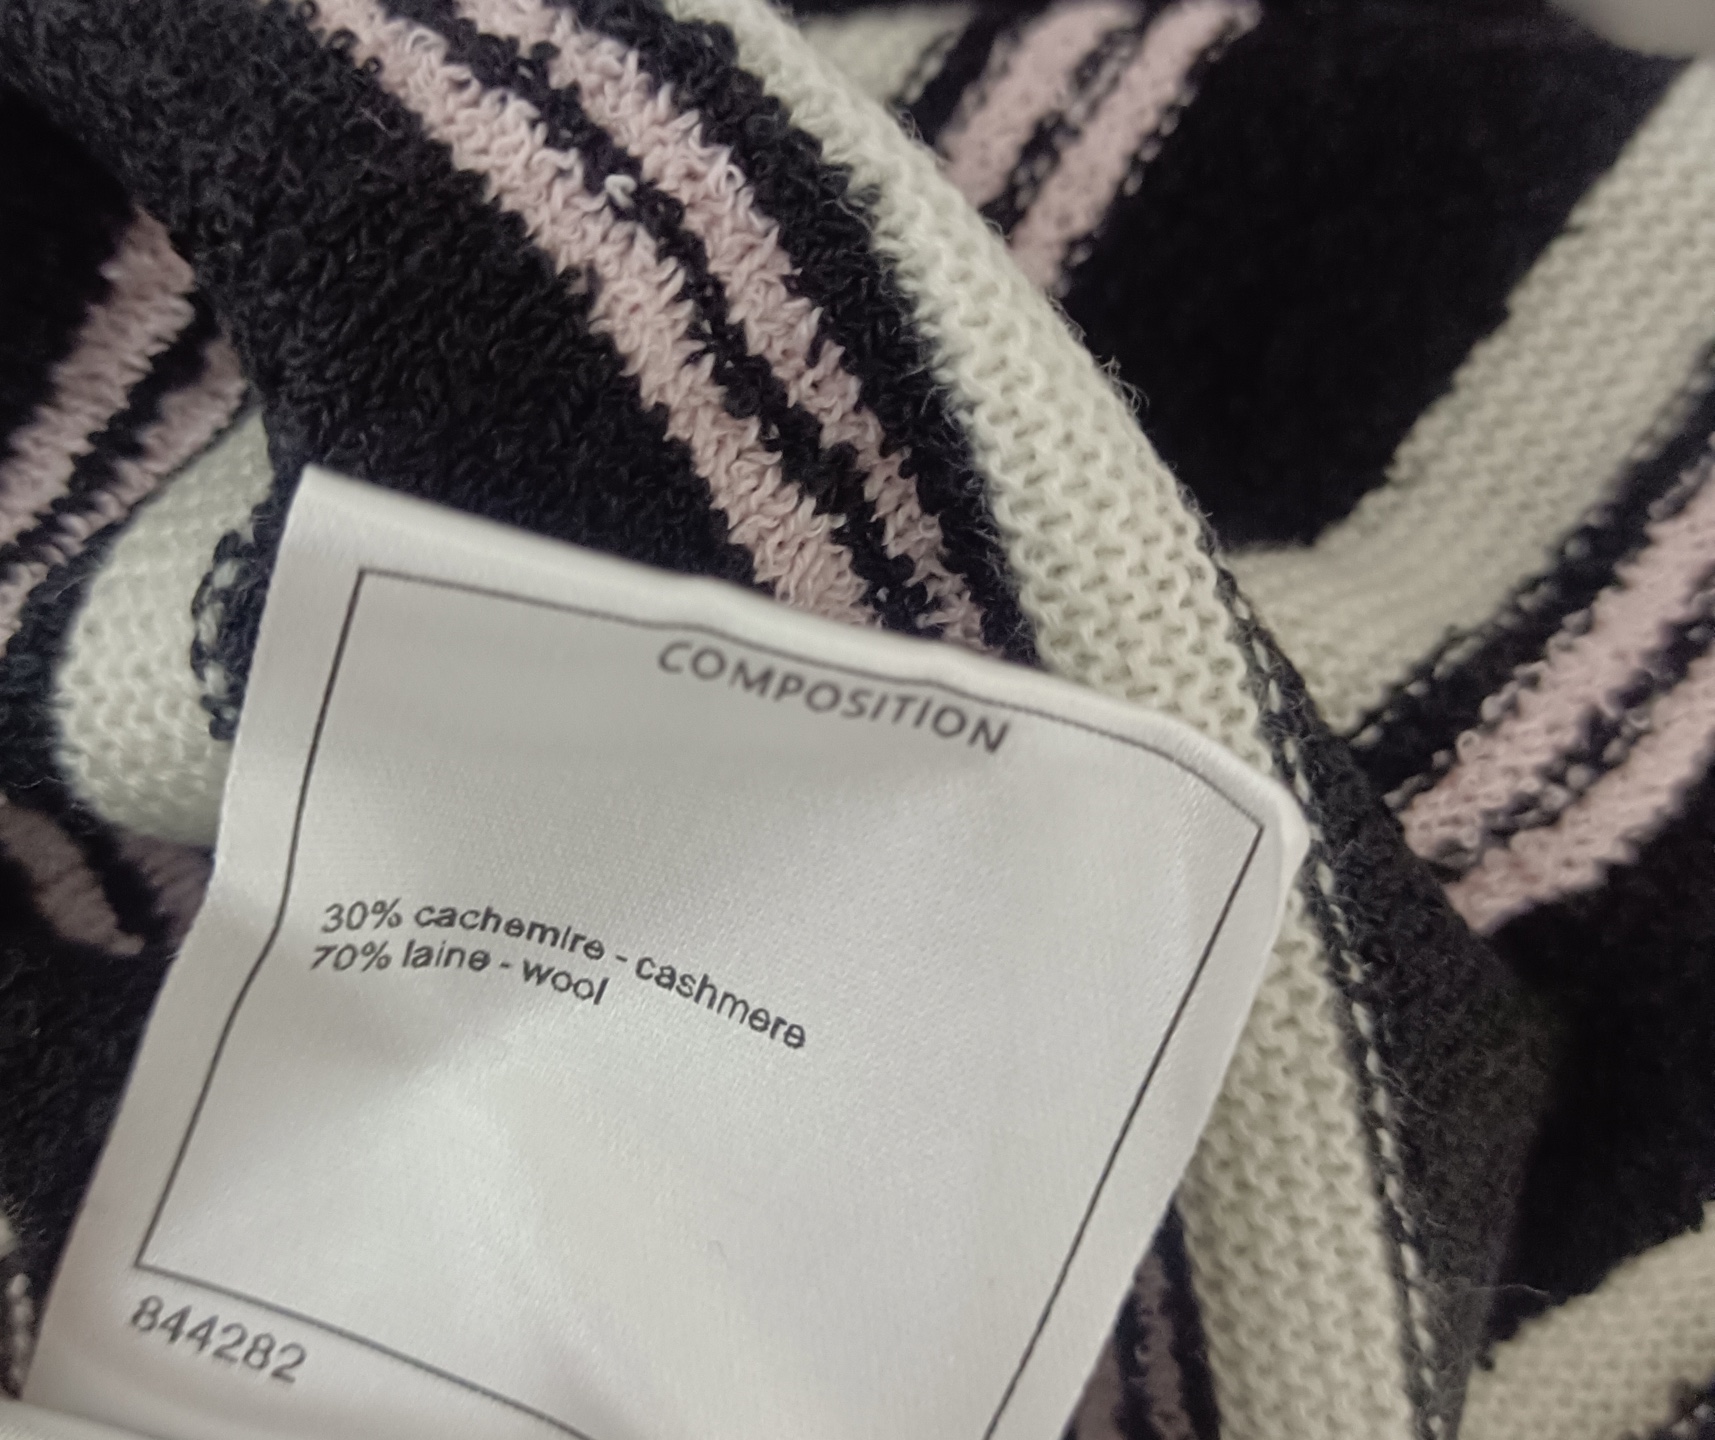 COMPOSITION
30% cachemire - cashmere
70% laine - wool
844282